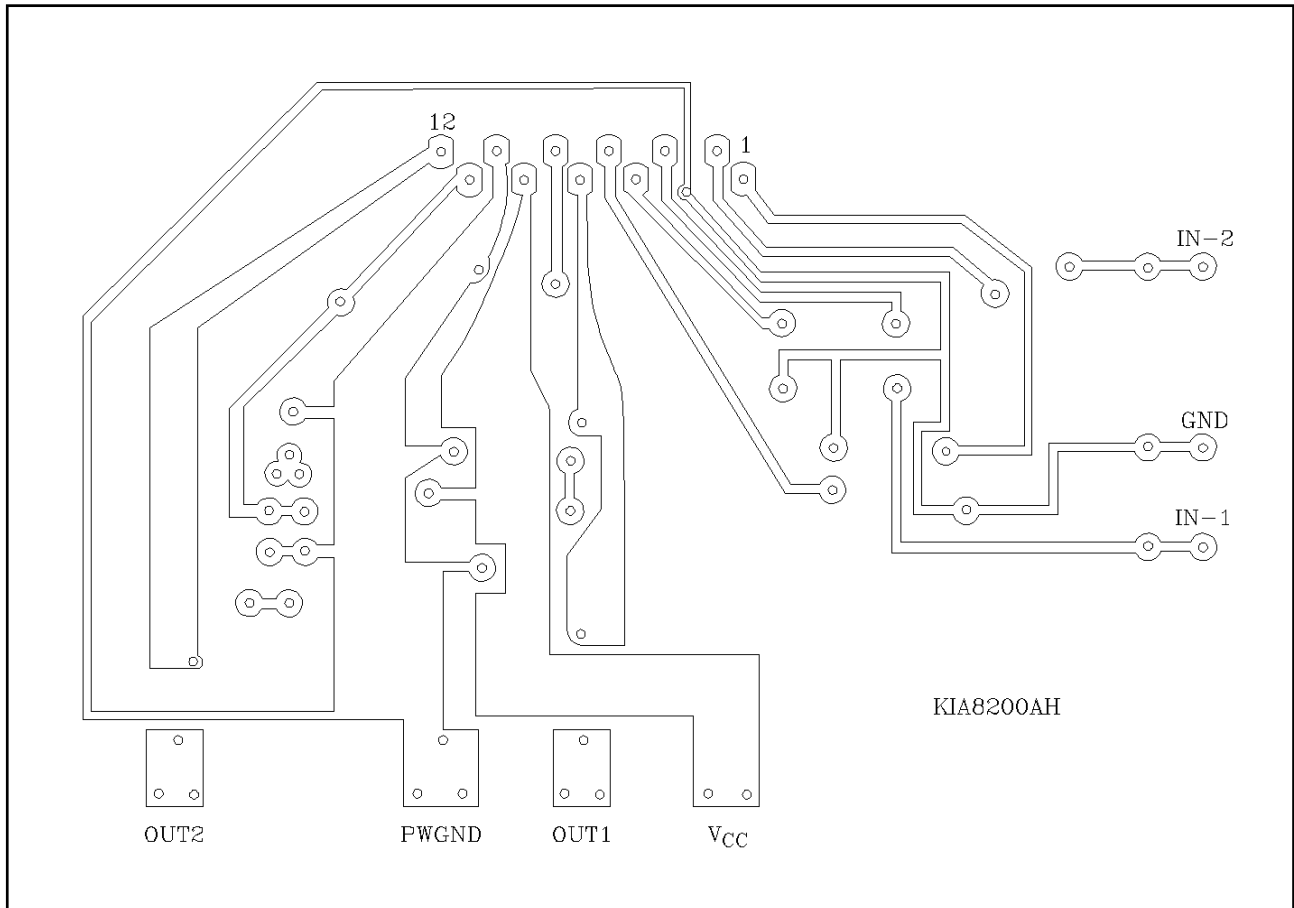 12
1
IN-2
GND
IN-1
KIA8200AH
OUT2
PWGND
OUT1
VCC